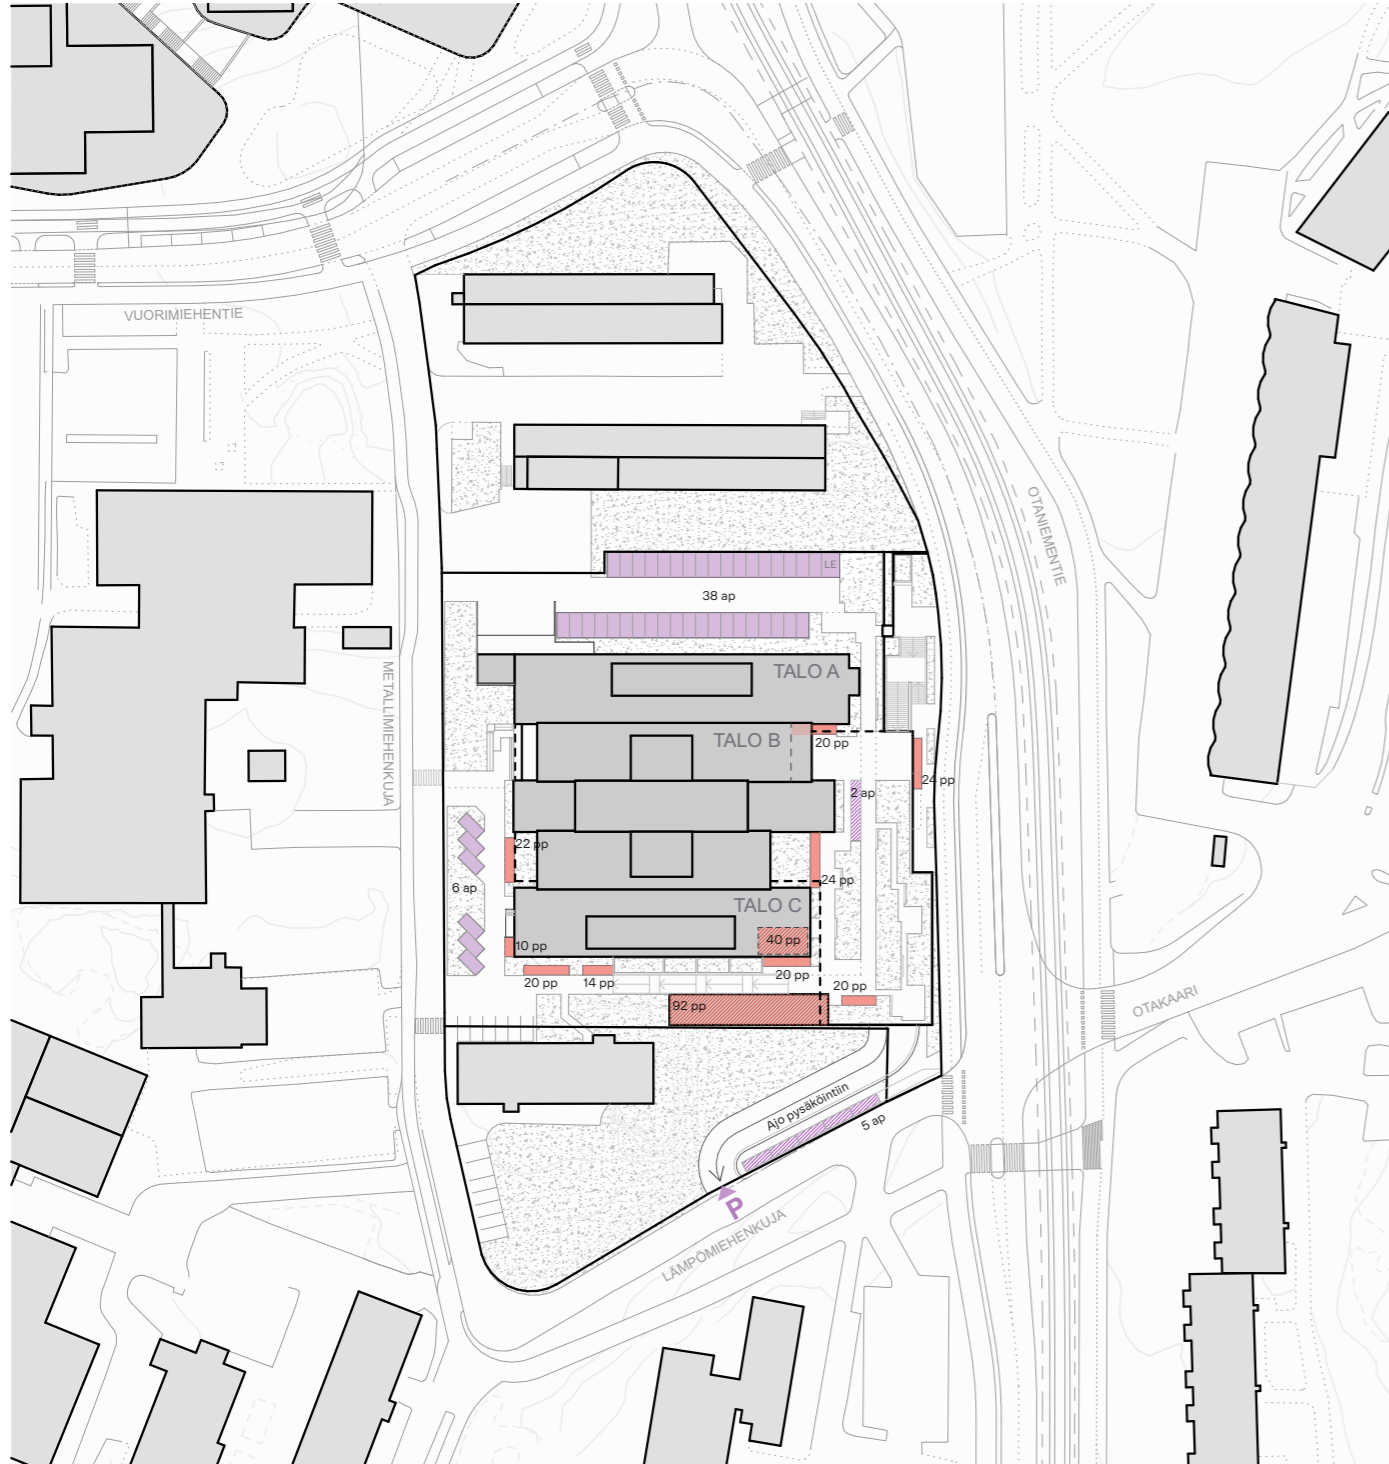 VUORIMIEHENTIE
OTANIEMENTIE
LE
38 ap
METALLIMIEHENKUJA
TALO A
TALO B
20 pp
24 pp
2 ap
22 pp
24 pp
6 ap
TALO C
40 pp
10 pp
20 pp
14 pp
20 pp
20 pp
92 pp
OTAKAARI
Ajo pysäköintiin
5 ap
P
LÄMPÖMIEHENKUJA